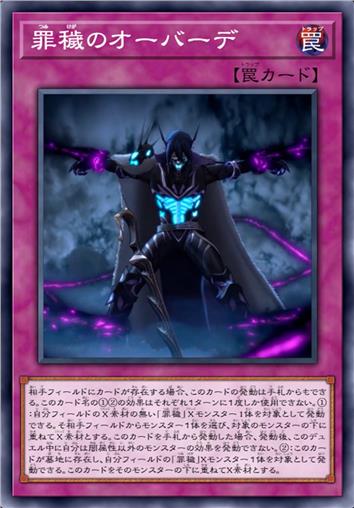 つみ けが
罪穢のオーバーデ
トラップ
罠
トラップ
【罠カード】
相手フィールドにカードが存在する場合、このカードの発動は手札からもで
きる。このカード名の①②の効果はそれぞれ1ターンに1度しか使用できない。①
:自分フィールドのX素材の無い「罪穢」Xモンスター1体を対象として発動
できる。その相手フィールドからモンスター1体を選び、対象のモンスターの下に
重ねてX素材とする。このカードを手札から発動した場合、発動後、このデュ
エル中に自分は闇属性以外のモンスターの効果を発動できない。②:このカー
ドが墓地に存在し、自分フィールドの「罪穢」Xモンスター1体を対象として発
動できる。このカードをそのモンスターの下に重ねてX素材とする。